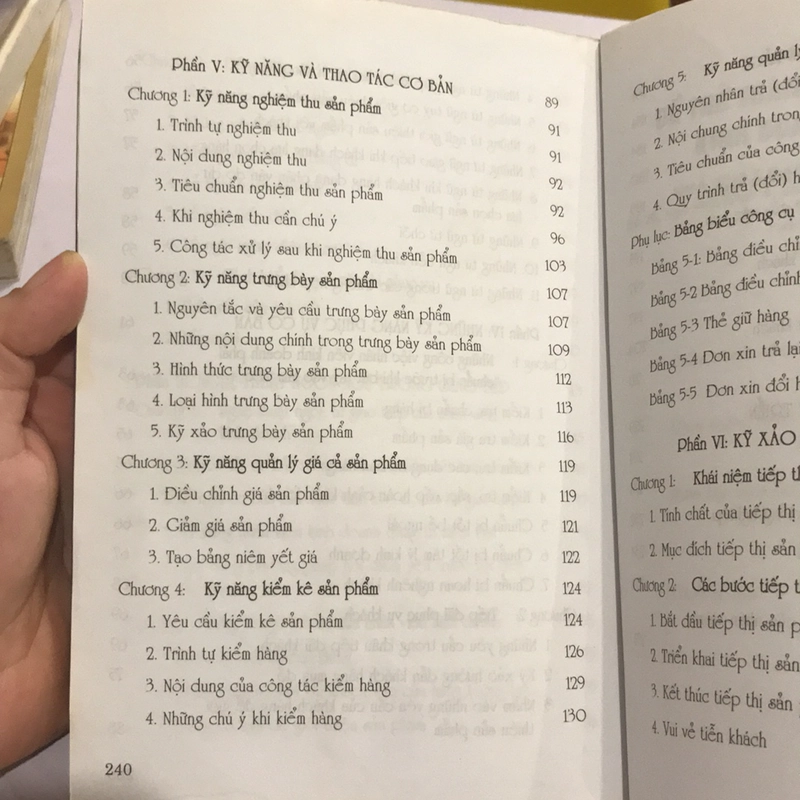 Phần V: KỸ NĂNG VÀ THAO TÁC CƠ BẢN
Chương 1: Kỹ năng nghiệm thu sản phẩm 89
1. Trình tự nghiệm thu 91
2. Nội dung nghiệm thu 91
3. Tiêu chuẩn nghiệm thu sản phẩm 92
4. Khi nghiệm thu cần chú ý 92
5. Công tác xử lý sau khi nghiệm thu sản phẩm 96
103
Chương 2: Kỹ năng trưng bày sản phẩm 107
1. Nguyên tắc và yêu cầu trưng bày sản phẩm 107
2. Những nội dung chính trong trưng bày sản phẩm 109
3. Hình thức trưng bày sản phẩm 112
4. Loại hình trưng bày sản phẩm 113
5. Kỹ xảo trưng bày sản phẩm 116
Chương 3: Kỹ năng quản lý giá cả sản phẩm 119
1. Điều chỉnh giá sản phẩm 119
2. Giảm giá sản phẩm 121
3. Tạo bảng niêm yết giá 122
Chương 4: Kỹ năng kiểm kê sản phẩm 124
1. Yêu cầu kiểm kê sản phẩm 124
2. Trình tự kiểm hàng 126
3. Nội dung của công tác kiểm hàng 129
4. Những chú ý khi kiểm hàng 130
240
Chương 5: Kỹ năng quản lý
1. Nguyên nhân trả (đổi)
2. Nội chung chính trong
3. Tiêu chuẩn của công
4. Quy trình trả (đổi) h
Phụ lục: Bảng biểu công cụ
Bảng 5-1: Bảng điều chỉ
Bảng 5-2 Bảng điều chỉnh
Bảng 5-3 Thẻ giữ hàng
Bảng 5-4 Đơn xin trả lại
Bảng 5-5 Đơn xin đổi h
Phần VI: KỸ XẢO
Chương 1: Khái niệm tiếp th
1. Tính chất của tiếp thị
2. Mục đích tiếp thị sản
Chương 2: Các bước tiếp t
1. Bắt đầu tiếp thị sản p
2. Triển khai tiếp thị sản
3. Kết thúc tiếp thị sản
4. Vui vẻ tiễn khách